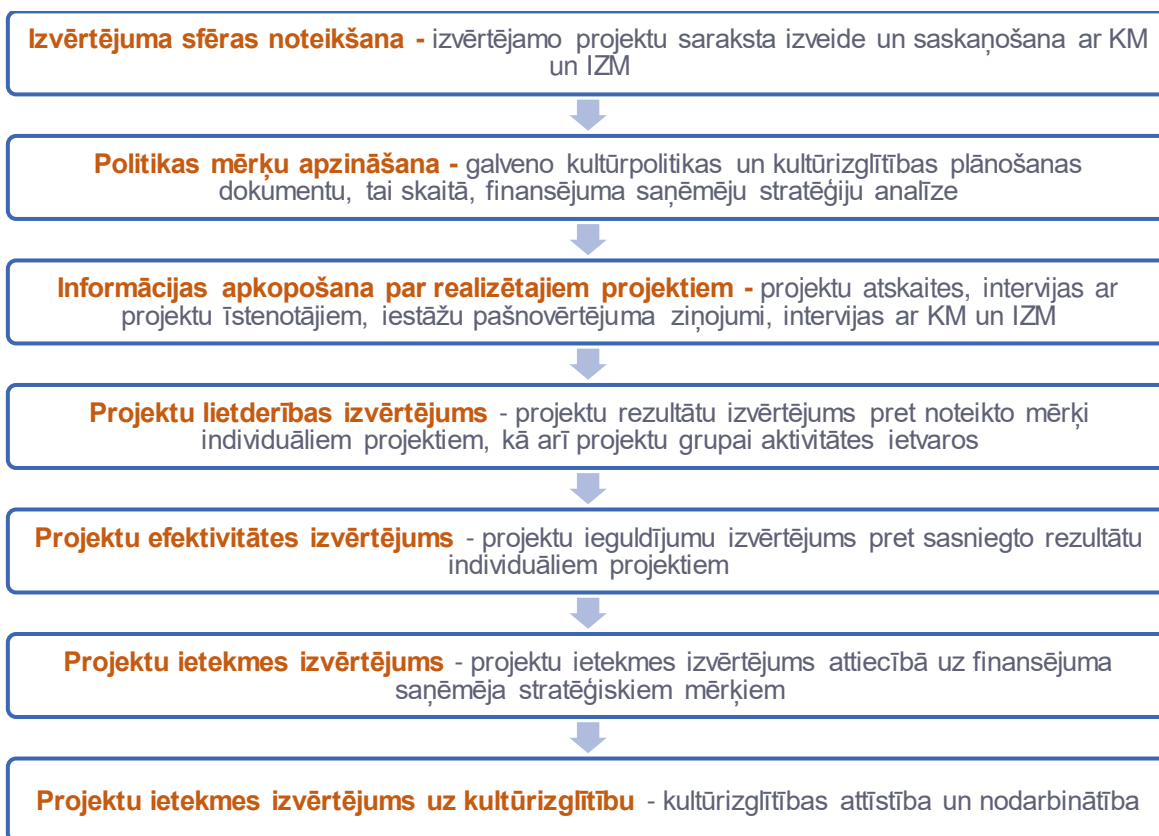 Izvērtējuma sfēras noteikšana - izvērtējamo projektu saraksta izveide un saskaņošana ar KM
un IZM
Politikas mērķu apzināšana - galveno kultūrpolitikas un kultūrizglītības plānošanas
dokumentu, tai skaitā, finansējuma saņēmēju stratēģiju analīze
Informācijas apkopošana par realizētajiem projektiem - projektu atskaites, intervijas ar
projektu īstenotājiem, iestāžu pašnovērtējuma ziņojumi, intervijas ar KM un IZM
Projektu lietderības izvērtējums - projektu rezultātu izvērtējums pret noteikto mērķi
individuāliem projektiem, kā arī projektu grupai aktivitātes ietvaros
Projektu efektivitātes izvērtējums - projektu ieguldījumu izvērtējums pret sasniegto rezultātu
individuāliem projektiem
Projektu ietekmes izvērtējums - projektu ietekmes izvērtējums attiecībā uz finansējuma
saņēmēja stratēģiskiem mērķiem
Projektu ietekmes izvērtējums uz kultūrizglītību - kultūrizglītības attīstība un nodarbinātība